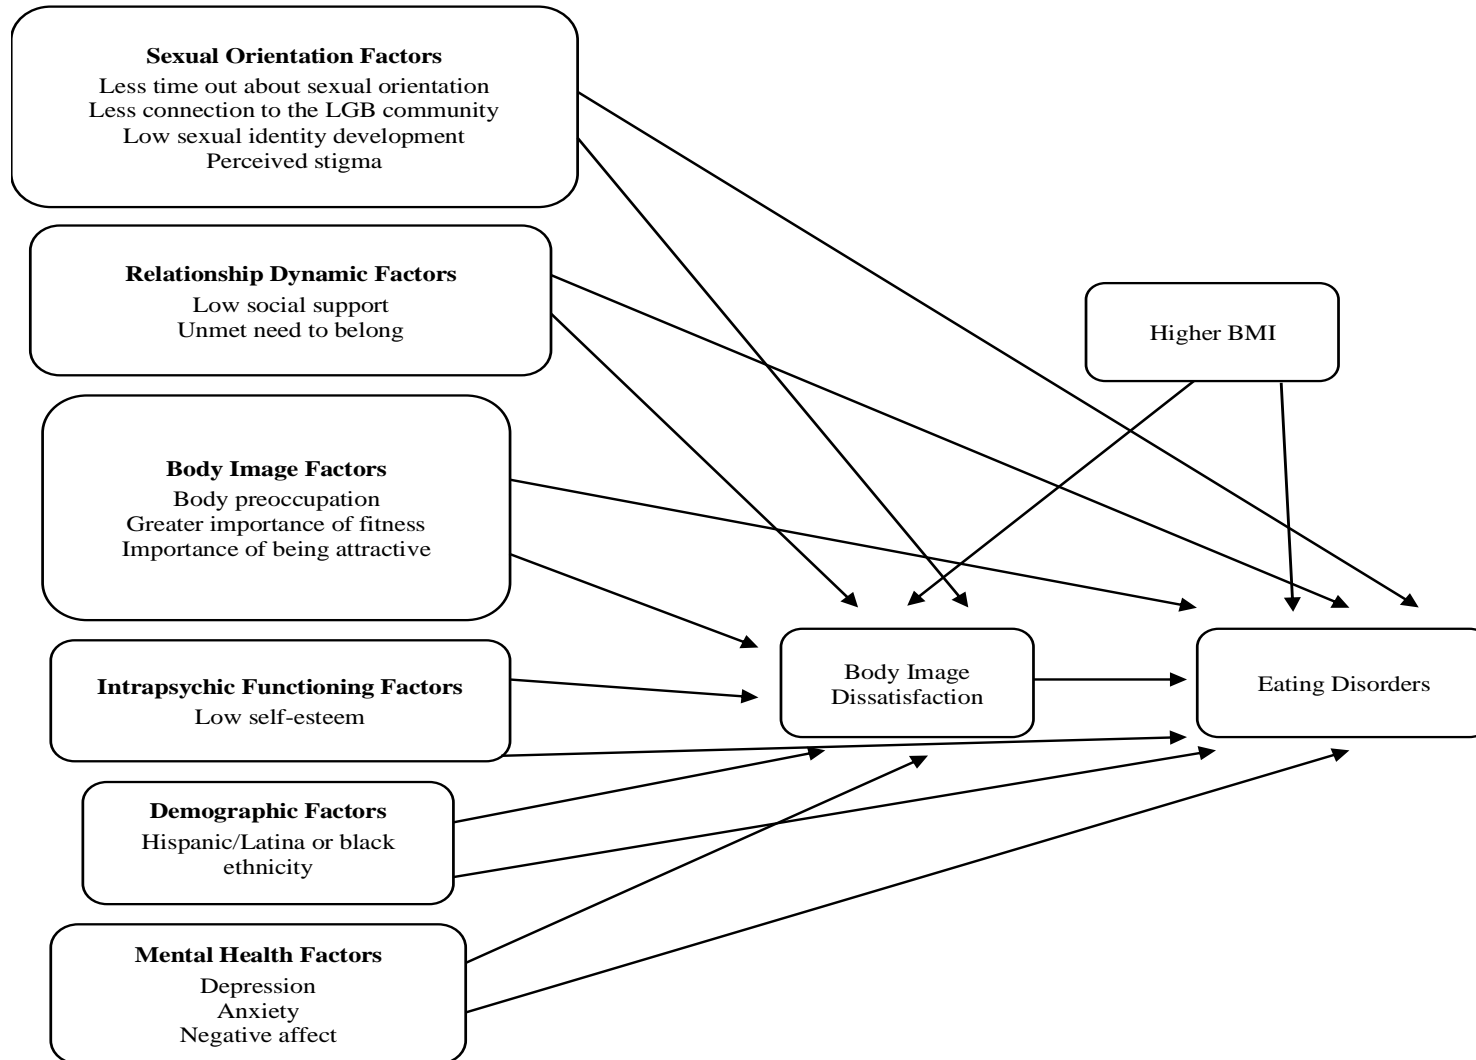 Sexual Orientation Factors
Less time out about sexual orientation
Less connection to the LGB community
Low sexual identity development
Perceived stigma
Relationship Dynamic Factors
Low social support
Unmet need to belong
Higher BMI
Body Image Factors
Body preoccupation
Greater importance of fitness
Importance of being attractive
Intrapsychic Functioning Factors
Low self-esteem
Body Image
Dissatisfaction
Eating Disorders
Demographic Factors
Hispanic/Latina or black
ethnicity
Mental Health Factors
Depression
Anxiety
Negative affect